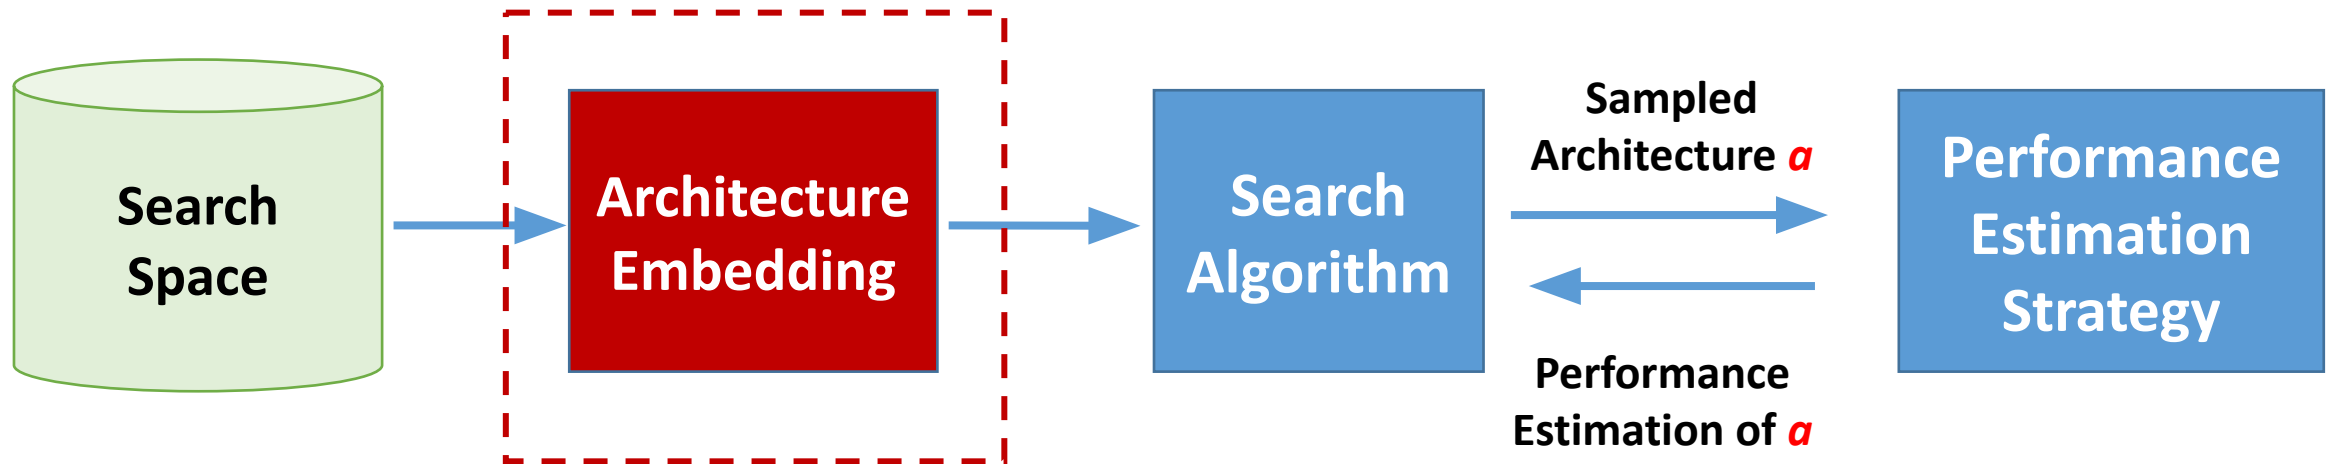 Search
Space
Architecture
Embedding
Search
Algorithm
Sampled
Architecture a
Performance
Estimation of a
Performance
Estimation
Strategy